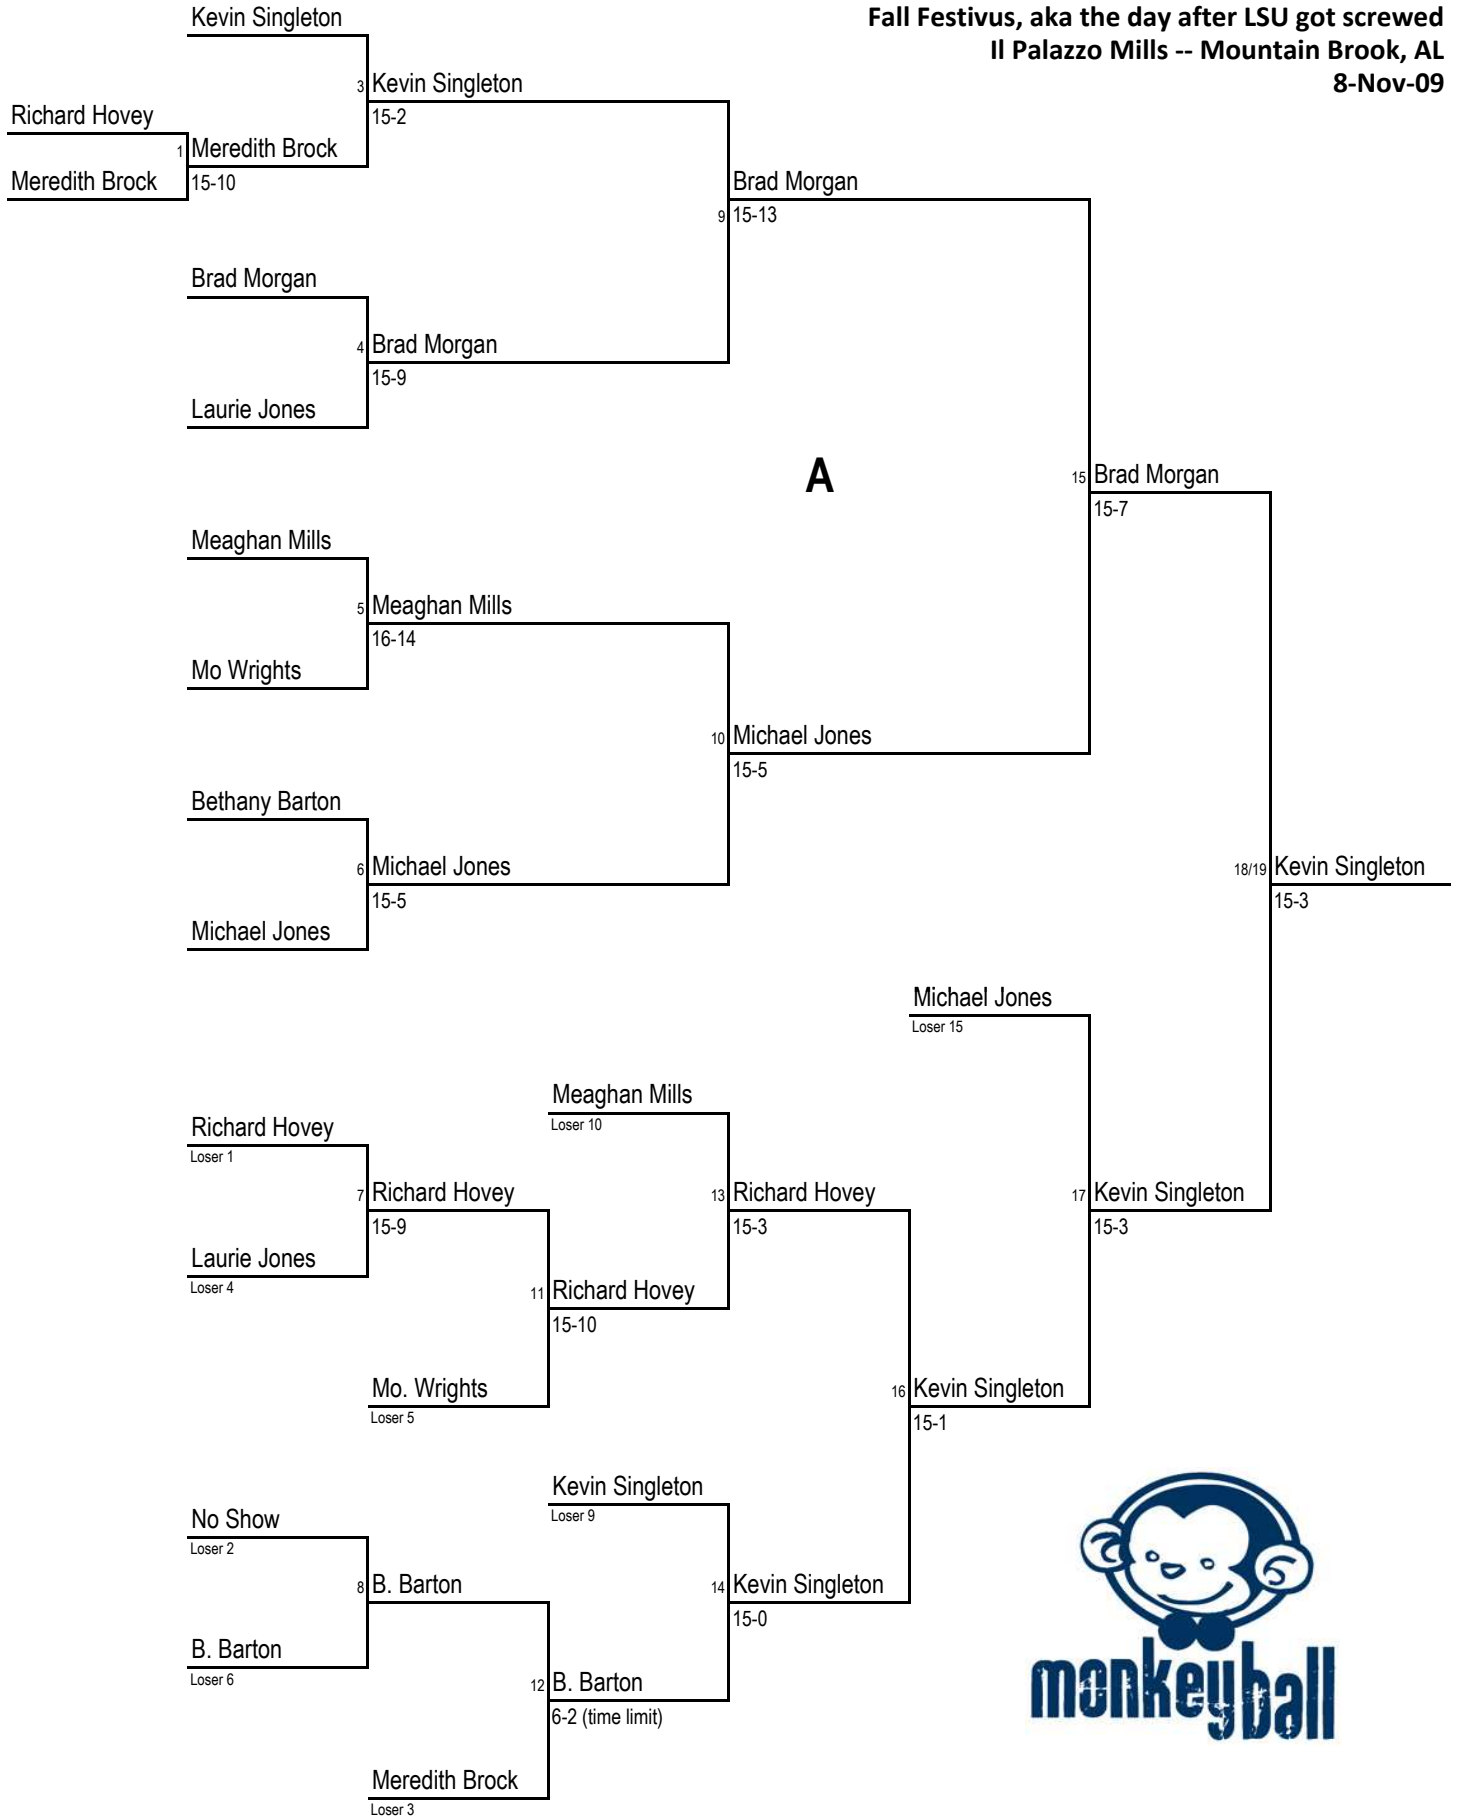 Fall Festivus, aka the day after LSU got screwed
Il Palazzo Mills -- Mountain Brook, AL
8-Nov-09
Kevin Singleton
3 Kevin Singleton
15-2
Richard Hovey
1 Meredith Brock
15-10
Meredith Brock
Brad Morgan
9 15-13
Brad Morgan
4 Brad Morgan
15-9
Laurie Jones
A
15 Brad Morgan
15-7
Meaghan Mills
5 Meaghan Mills
16-14
Mo Wrights
10 Michael Jones
15-5
Bethany Barton
6 Michael Jones
15-5
Michael Jones
18/19 Kevin Singleton
15-3
Michael Jones
Loser 15
Meaghan Mills
Loser 10
Richard Hovey
Loser 1
7 Richard Hovey
15-9
13 Richard Hovey
15-3
17 Kevin Singleton
15-3
Laurie Jones
Loser 4
11 Richard Hovey
15-10
Mo. Wrights
Loser 5
16 Kevin Singleton
15-1
Kevin Singleton
Loser 9
No Show
Loser 2
8 B. Barton
14 Kevin Singleton
15-0
B. Barton
Loser 6
12 B. Barton
6-2 (time limit)
Meredith Brock
Loser 3
monkeyball